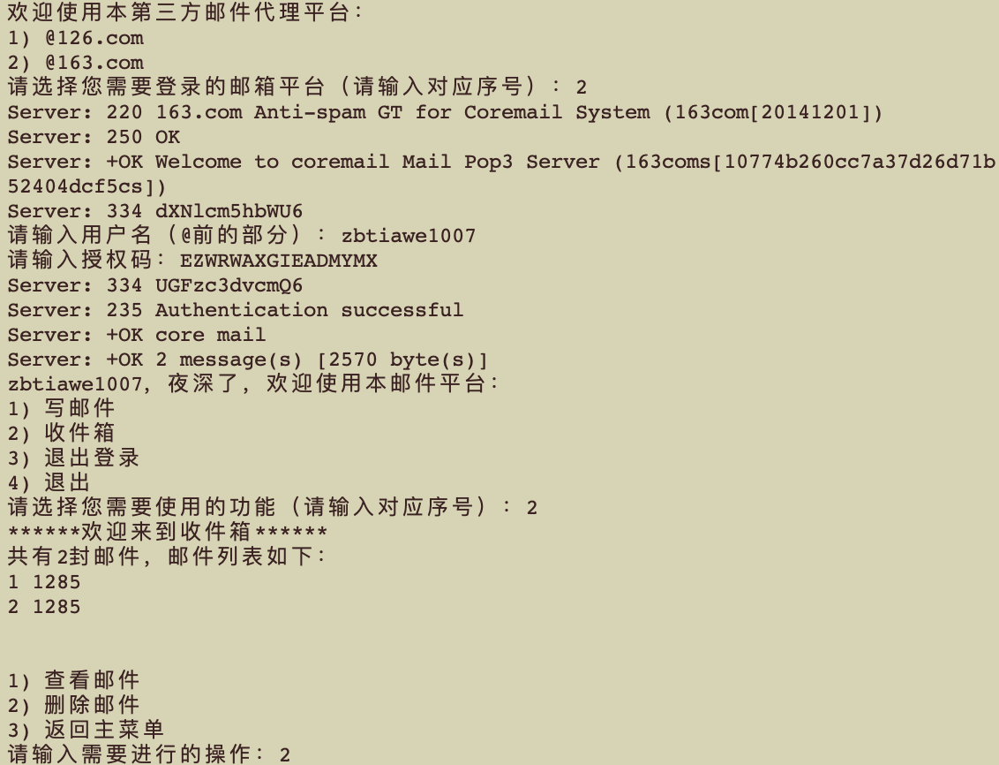 欢迎使用本第三方邮件代理平台：
1) @126.com
2) @163.com
请选择您需要登录的邮箱平台（请输入对应序号）：2
Server: 220 163.com Anti-spam GT for Coremail System (163com[20141201])
Server: 250 OK
Server: +OK Welcome to coremail Mail Pop3 Server (163coms[10774b260cc7a37d26d71b
52404dcf5cs])
Server: 334 dXNlcm5hbWU6
请输入用户名（@前的部分）：zbtiawe1007
请输入授权码：EZWRWAXGIEADMYMX
Server: 334 UGFzc3dvcmQ6
Server: 235 Authentication successful
Server: +OK core mail
Server: +OK 2 message(s) [2570 byte(s)]
zbtiawe1007，夜深了，欢迎使用本邮件平台：
1) 写邮件
2) 收件箱
3) 退出登录
4) 退出
请选择您需要使用的功能（请输入对应序号）：2
******欢迎来到收件箱******
共有2封邮件，邮件列表如下：
1 1285
2 1285
1) 查看邮件
2) 删除邮件
3) 返回主菜单
请输入需要进行的操作：2